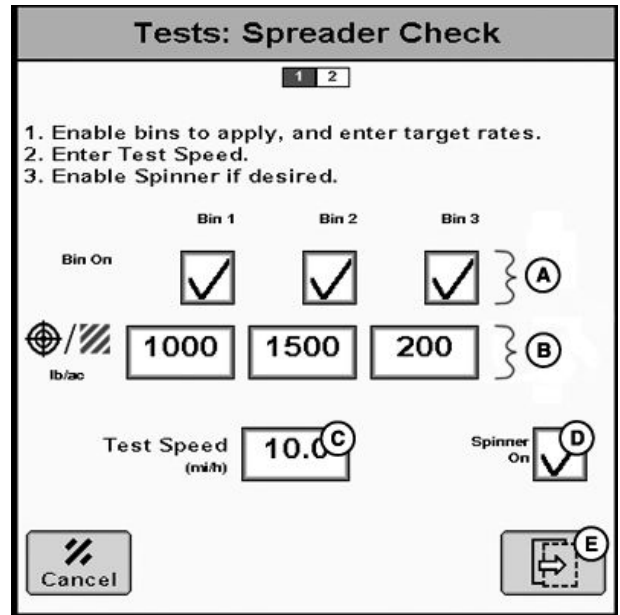 Tests: Spreader Check
1 2
1. Enable bins to apply, and enter target rates.
2. Enter Test Speed.
3. Enable Spinner if desired.
Bin 1 Bin 2 Bin 3
Bin On A
/ 1000 1500 200 B
lb/ac
Test Speed 10.0 C Spinner D
(mi/h) On
E
Cancel